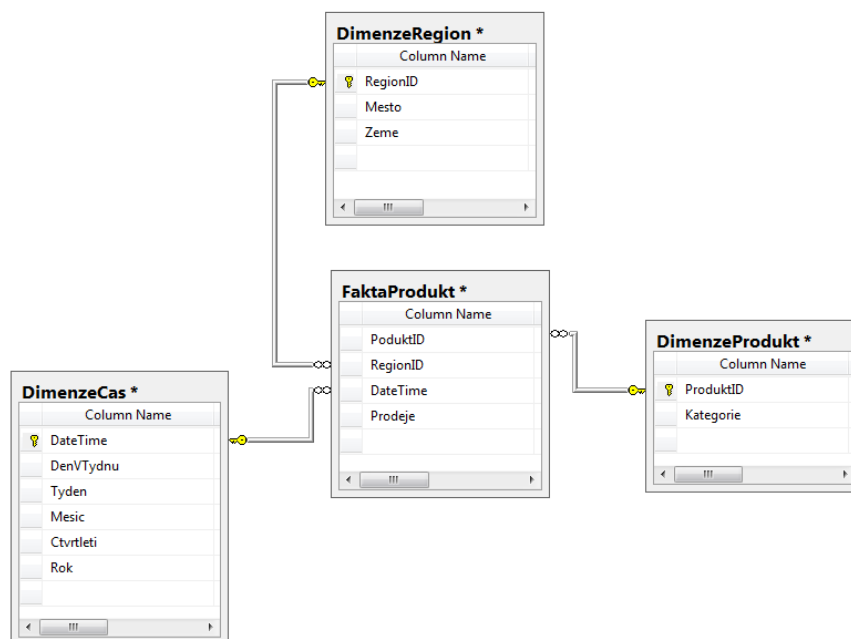 DimenzeRegion *
Column Name
RegionID
Mesto
Zeme
FaktaProdukt *
Column Name
PoduktID
RegionID
DateTime
Prodeje
DimenzeProdukt *
Column Name
ProduktID
Kategorie
DimenzeCas *
Column Name
DateTime
DenVTydnu
Tyden
Mesic
Ctvrtleti
Rok